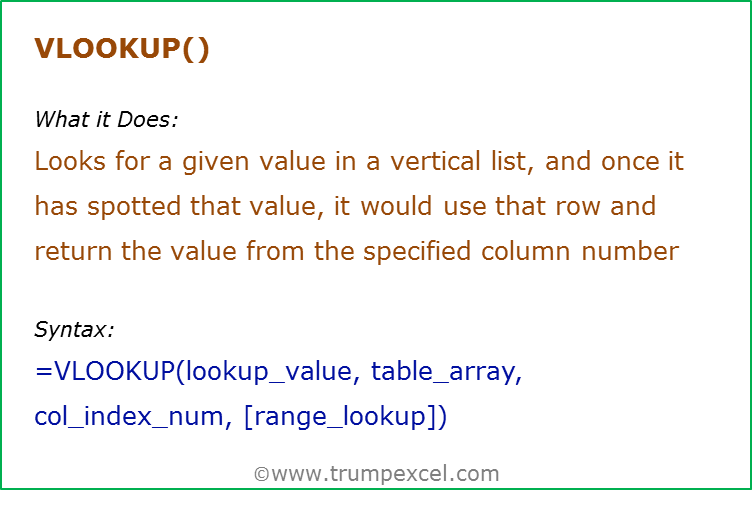 VLOOKUP()
What it Does:
Looks for a given value in a vertical list, and once it
has spotted that value, it would use that row and
return the value from the specified column number
Syntax:
=VLOOKUP(lookup_value, table_array,
col_index_num, [range_lookup])
©www.trumpexcel.com